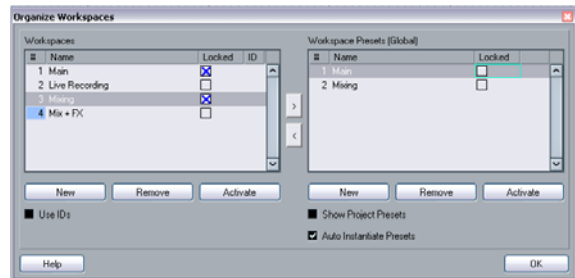 Organize Workspaces
Workspaces
Name Locked ID
1 Main
2 Live Recording
3 Mixing
4 Mix + FX
New Remove Activate
Use IDs
Workspace Presets (Global)
Name Locked
1 Main
2 Mixing
New Remove Activate
Show Project Presets
Auto Instantiate Presets
Help
OK